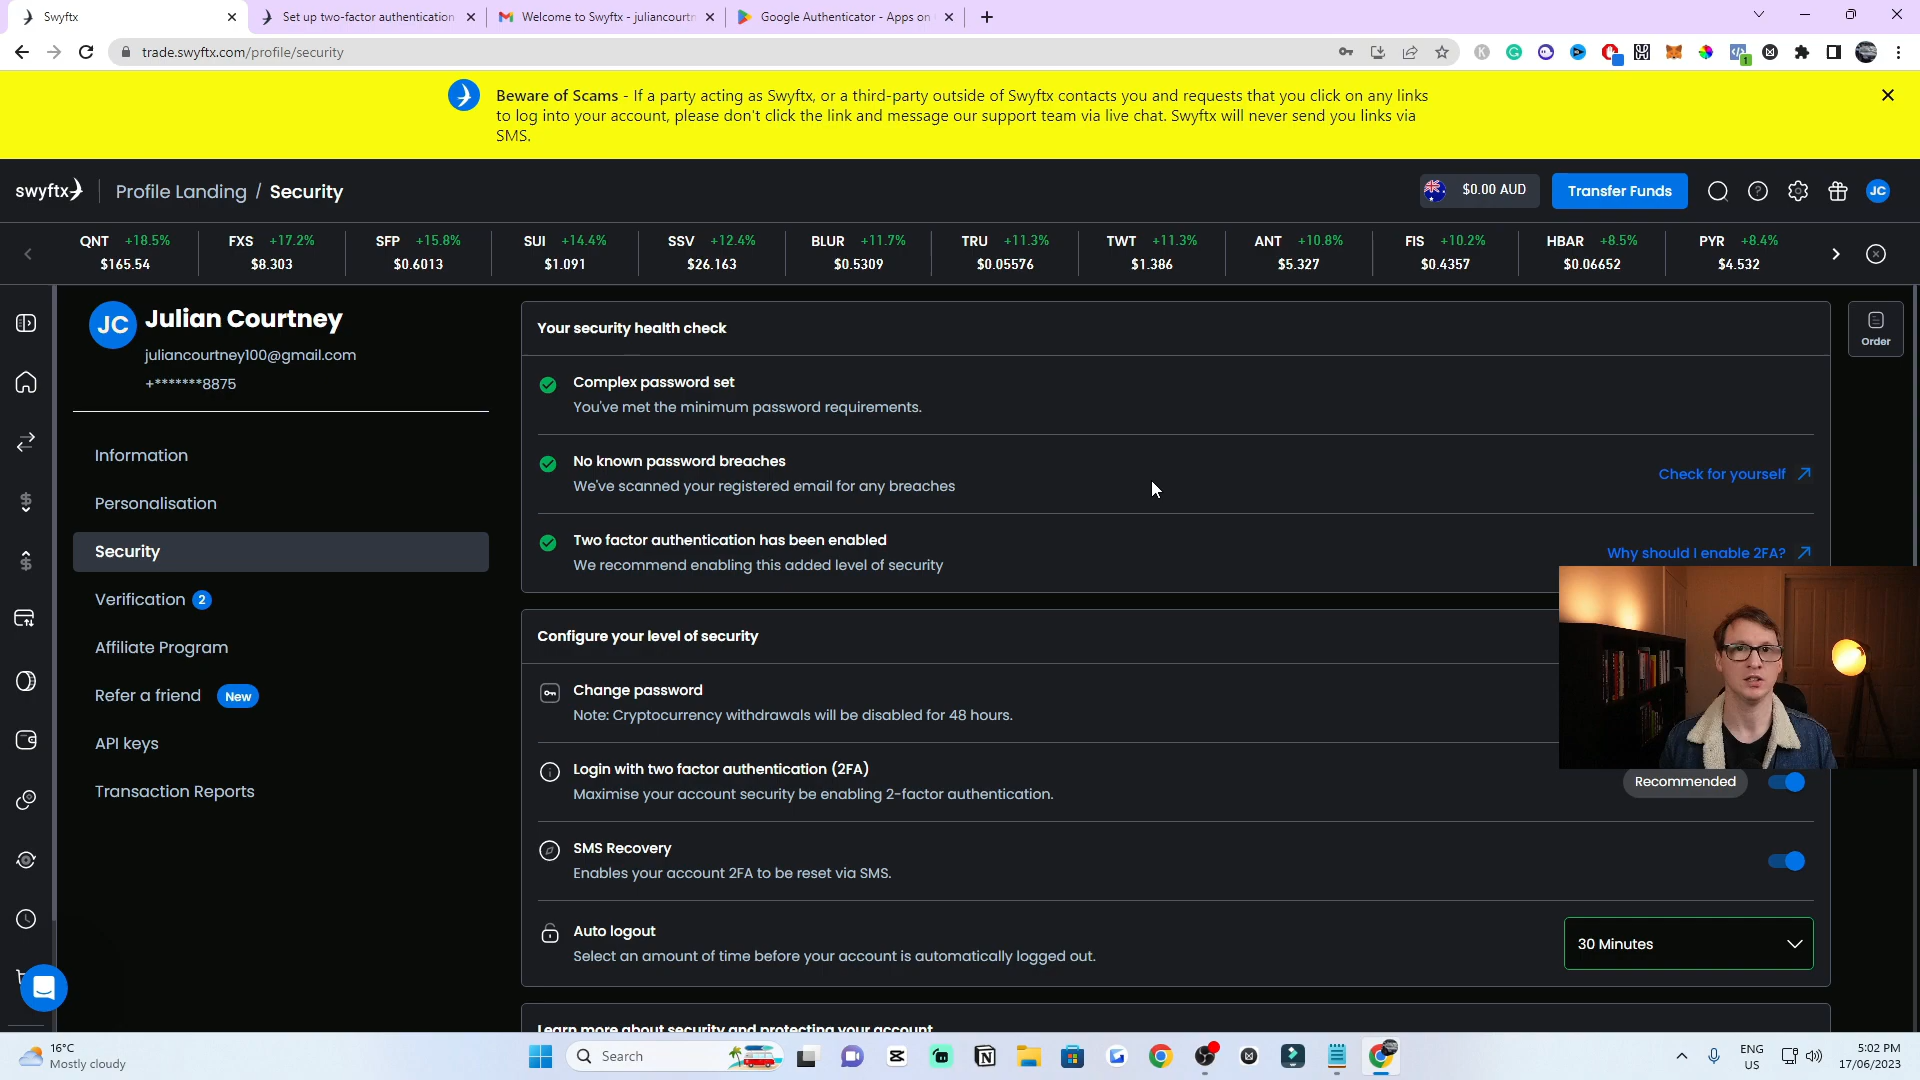 Swyftx
Set up two-factor authentication
Welcome to Swyftx - juliancourtn
Google Authenticator - Apps on
trade.swyftx.com/profile/security
Beware of Scams - If a party acting as Swyftx, or a third-party outside of Swyftx contacts you and requests that you click on any links
to log into your account, please don't click the link and message our support team via live chat. Swyftx will never send you links via
SMS.
swyftx
Profile Landing / Security
$0.00 AUD
Transfer Funds
JC
QNT +18.5%
$165.54
FXS +17.2%
$8.303
SFP +15.8%
$0.6013
SUI +14.4%
$1.091
SSV +12.4%
$26.163
BLUR +11.7%
$0.5309
TRU +11.3%
$0.05576
TWT +11.3%
$1.386
ANT +10.8%
$5.327
FIS +10.2%
$0.4357
HBAR +8.5%
$0.06652
PYR +8.4%
$4.532
JC
Julian Courtney
juliancourtney100@gmail.com
+*******8875
Information
Personalisation
Security
Verification 2
Affiliate Program
Refer a friend New
API keys
Transaction Reports
Your security health check
Complex password set
You've met the minimum password requirements.
No known password breaches
We've scanned your registered email for any breaches
Check for yourself
Two factor authentication has been enabled
We recommend enabling this added level of security
Why should I enable 2FA?
Configure your level of security
Change password
Note: Cryptocurrency withdrawals will be disabled for 48 hours.
Login with two factor authentication (2FA)
Maximise your account security be enabling 2-factor authentication.
Recommended
SMS Recovery
Enables your account 2FA to be reset via SMS.
Auto logout
Select an amount of time before your account is automatically logged out.
30 Minutes
Learn more about security and protecting your account
Order
16°C
Mostly cloudy
Search
ENG
US
5:02 PM
17/06/2023